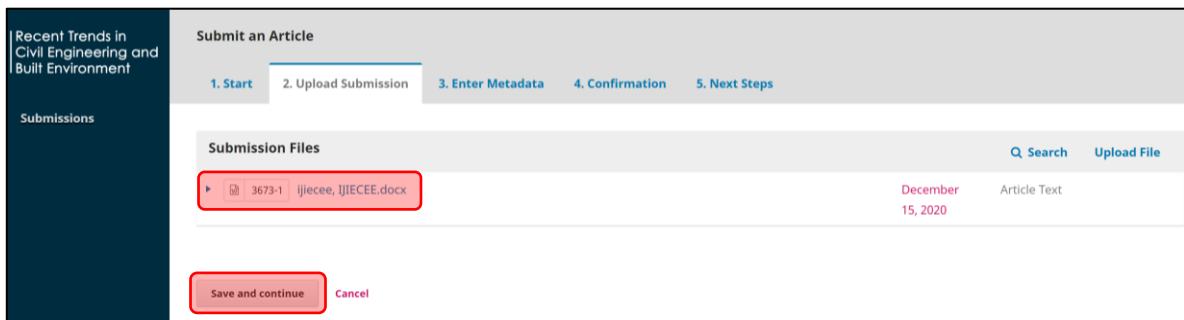 Recent Trends in
Civil Engineering and
Built Environment
Submissions
Submit an Article
1. Start 2. Upload Submission 3. Enter Metadata 4. Confirmation 5. Next Steps
Submission Files Search Upload File
3673-1 ijiecee, IJIECEE.docx December Article Text
15, 2020
Save and continue Cancel